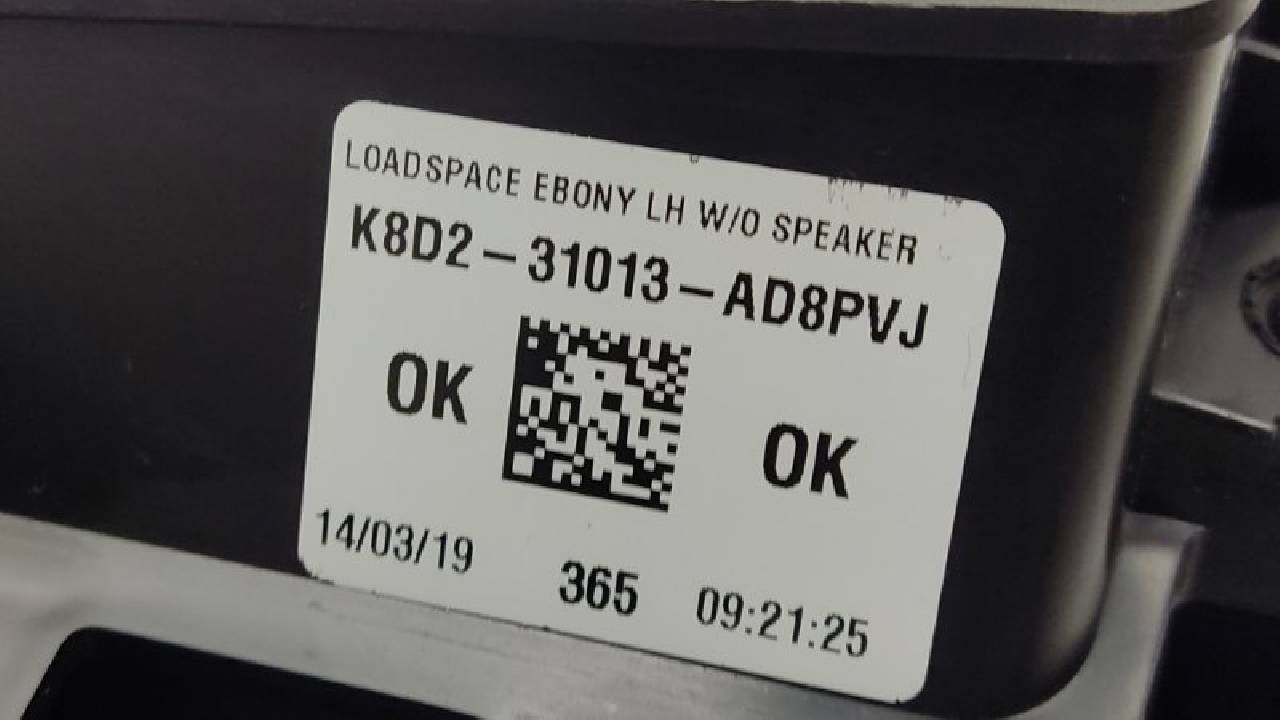 LOADSPACE EBONY LH W/O SPEAKER
K8D2-31013-AD8PVJ
OK OK
14/03/19 365 09:21:25